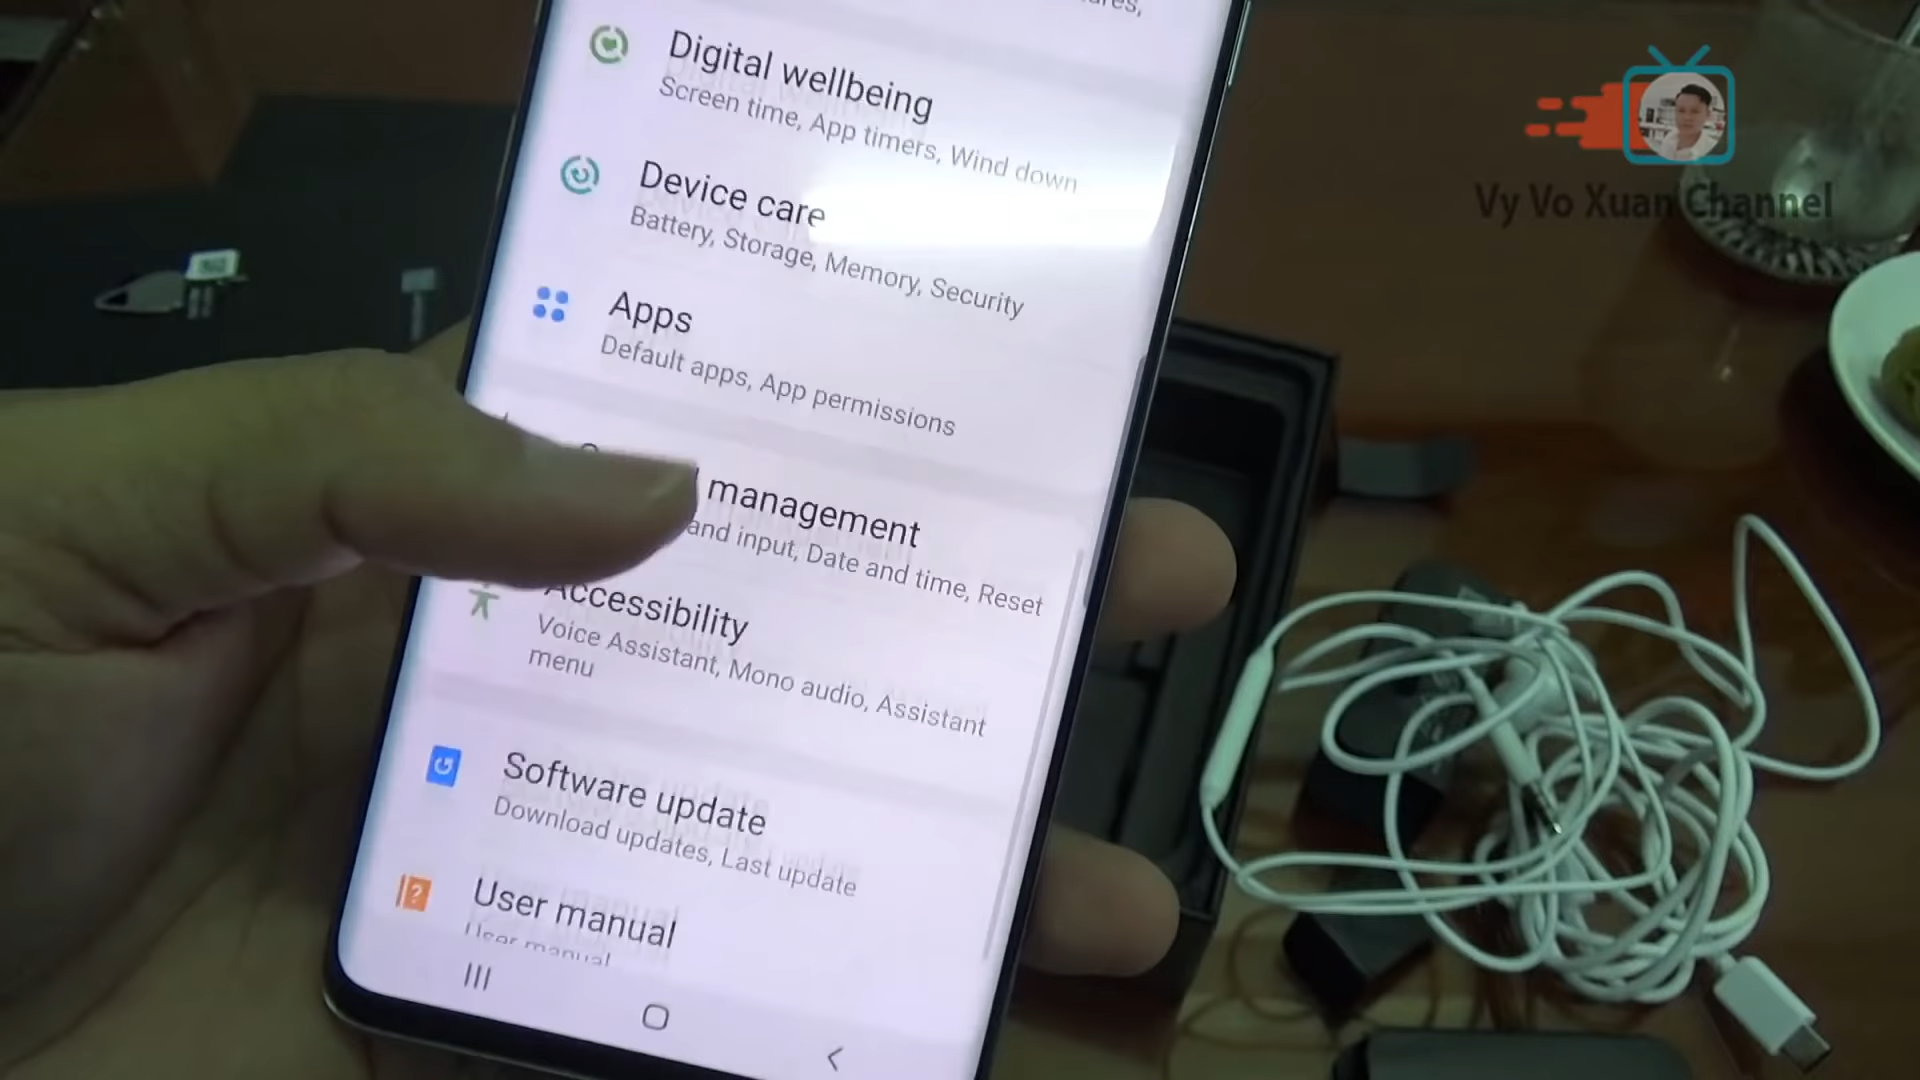 Digital wellbeing
Screen time, App timers, Wind down
Device care
Battery, Storage, Memory, Security
Apps
Default apps, App permissions
management
and input, Date and time, Reset
Accessibility
Voice Assistant, Mono audio, Assistant
menu
Software update
Download updates, Last update
User manual
User manual
Vy Vo Xuan Channel